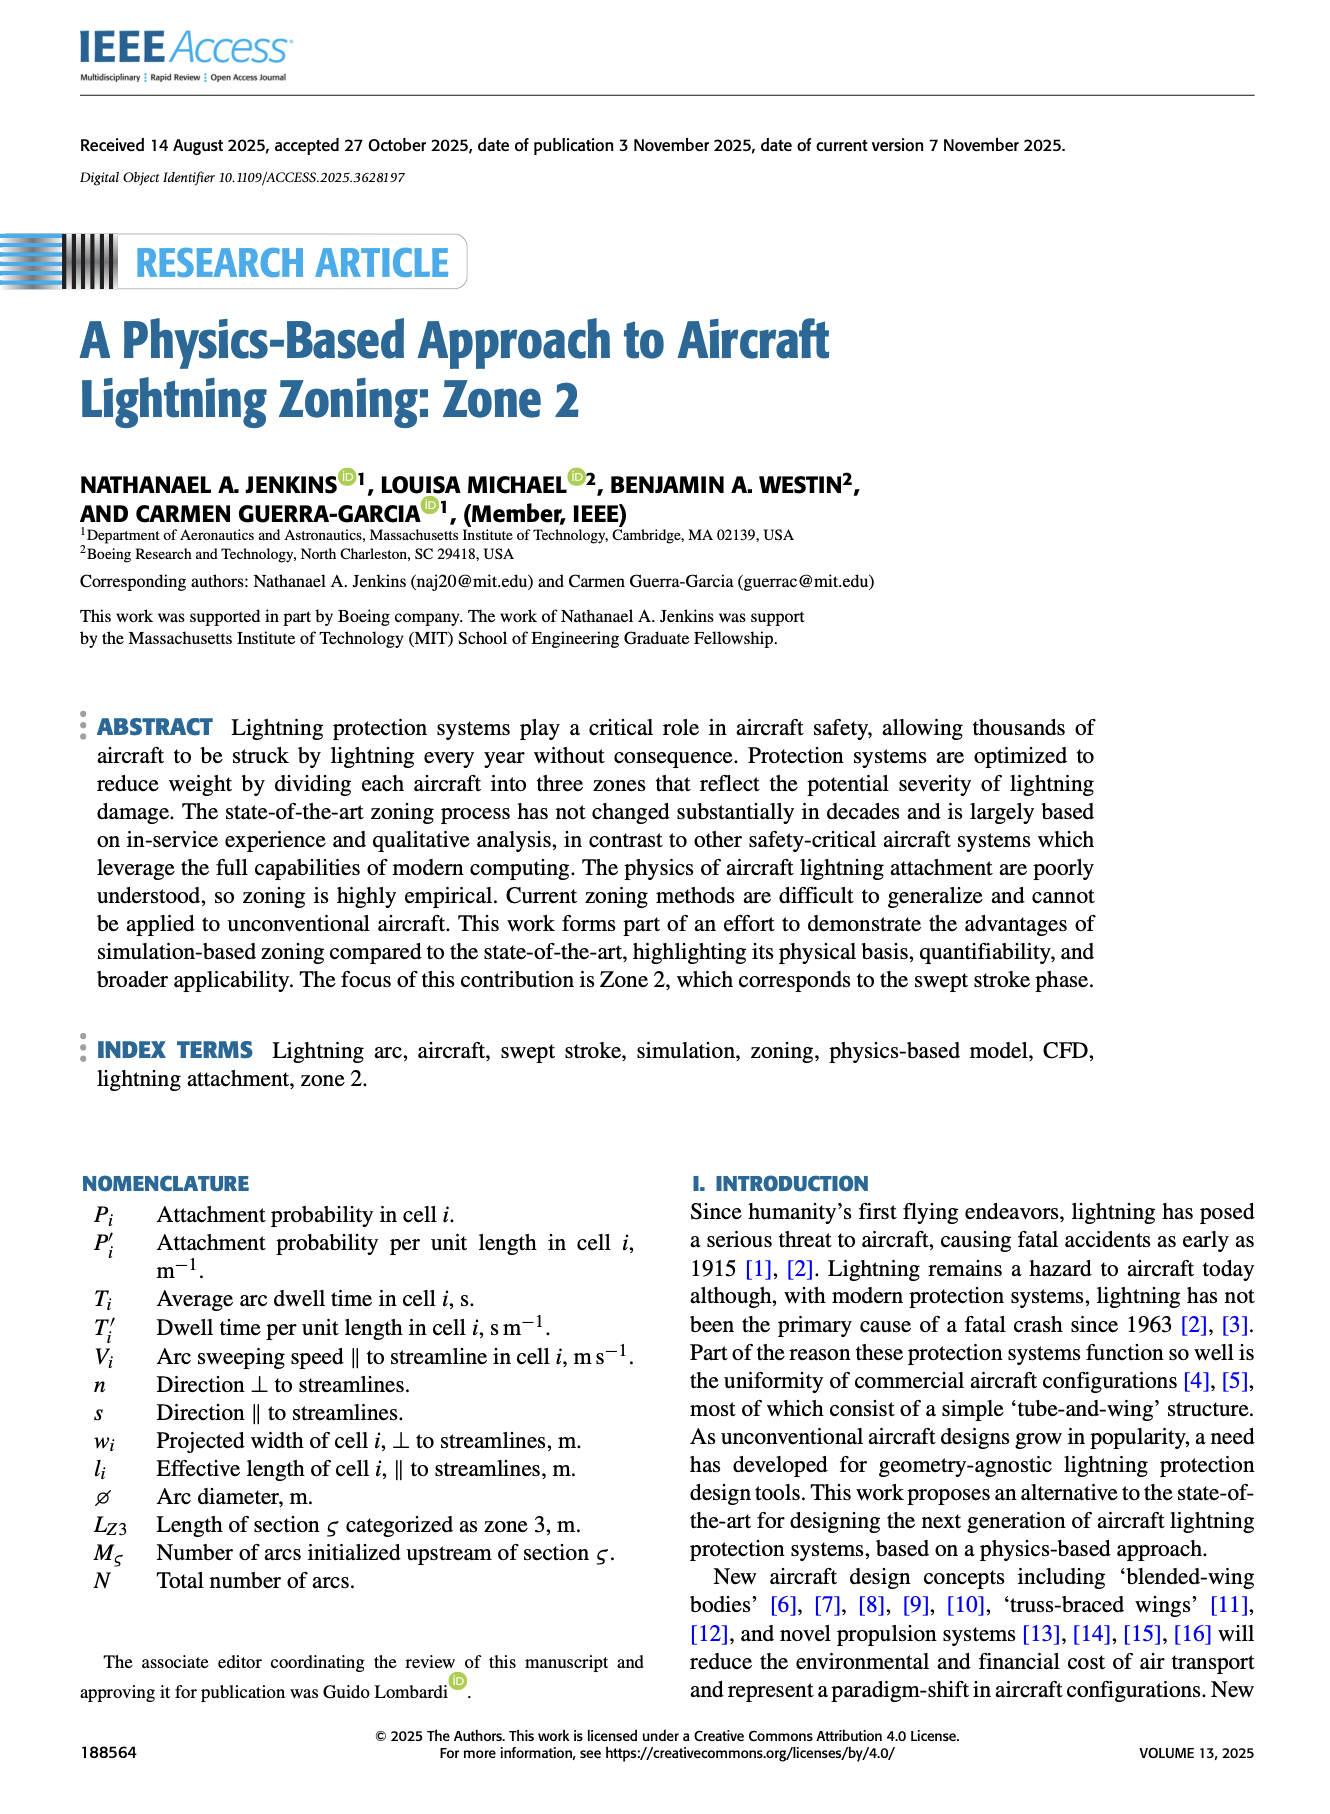 IEEE Access
Multidisciplinary | Rapid Review | Open Access Journal
Received 14 August 2025, accepted 27 October 2025, date of publication 3 November 2025, date of current version 7 November 2025.
Digital Object Identifier 10.1109/ACCESS.2025.3628197
RESEARCH ARTICLE
A Physics-Based Approach to Aircraft
Lightning Zoning: Zone 2
NATHANAEL A. JENKINS iD 1, LOUISA MICHAEL iD 2, BENJAMIN A. WESTIN2,
AND CARMEN GUERRA-GARCIA iD 1, (Member, IEEE)
1Department of Aeronautics and Astronautics, Massachusetts Institute of Technology, Cambridge, MA 02139, USA
2Boeing Research and Technology, North Charleston, SC 29418, USA
Corresponding authors: Nathanael A. Jenkins (naj20@mit.edu) and Carmen Guerra-Garcia (guerrac@mit.edu)
This work was supported in part by Boeing company. The work of Nathanael A. Jenkins was support
by the Massachusetts Institute of Technology (MIT) School of Engineering Graduate Fellowship.
ABSTRACT Lightning protection systems play a critical role in aircraft safety, allowing thousands of
aircraft to be struck by lightning every year without consequence. Protection systems are optimized to
reduce weight by dividing each aircraft into three zones that reflect the potential severity of lightning
damage. The state-of-the-art zoning process has not changed substantially in decades and is largely based
on in-service experience and qualitative analysis, in contrast to other safety-critical aircraft systems which
leverage the full capabilities of modern computing. The physics of aircraft lightning attachment are poorly
understood, so zoning is highly empirical. Current zoning methods are difficult to generalize and cannot
be applied to unconventional aircraft. This work forms part of an effort to demonstrate the advantages of
simulation-based zoning compared to the state-of-the-art, highlighting its physical basis, quantifiability, and
broader applicability. The focus of this contribution is Zone 2, which corresponds to the swept stroke phase.
INDEX TERMS Lightning arc, aircraft, swept stroke, simulation, zoning, physics-based model, CFD,
lightning attachment, zone 2.
NOMENCLATURE
Pᵢ Attachment probability in cell i.
P′ᵢ Attachment probability per unit length in cell i,
m⁻¹.
Tᵢ Average arc dwell time in cell i, s.
T′ᵢ Dwell time per unit length in cell i, s m⁻¹.
Vᵢ Arc sweeping speed ∥ to streamline in cell i, m s⁻¹.
n Direction ⊥ to streamlines.
s Direction ∥ to streamlines.
wᵢ Projected width of cell i, ⊥ to streamlines, m.
lᵢ Effective length of cell i, ∥ to streamlines, m.
⌀ Arc diameter, m.
L_Z3 Length of section ς categorized as zone 3, m.
M_ς Number of arcs initialized upstream of section ς.
N Total number of arcs.
The associate editor coordinating the review of this manuscript and
approving it for publication was Guido Lombardi iD.
I. INTRODUCTION
Since humanity's first flying endeavors, lightning has posed
a serious threat to aircraft, causing fatal accidents as early as
1915 [1], [2]. Lightning remains a hazard to aircraft today
although, with modern protection systems, lightning has not
been the primary cause of a fatal crash since 1963 [2], [3].
Part of the reason these protection systems function so well is
the uniformity of commercial aircraft configurations [4], [5],
most of which consist of a simple 'tube-and-wing' structure.
As unconventional aircraft designs grow in popularity, a need
has developed for geometry-agnostic lightning protection
design tools. This work proposes an alternative to the state-of-
the-art for designing the next generation of aircraft lightning
protection systems, based on a physics-based approach.
New aircraft design concepts including 'blended-wing
bodies' [6], [7], [8], [9], [10], 'truss-braced wings' [11],
[12], and novel propulsion systems [13], [14], [15], [16] will
reduce the environmental and financial cost of air transport
and represent a paradigm-shift in aircraft configurations. New
188564
© 2025 The Authors. This work is licensed under a Creative Commons Attribution 4.0 License.
For more information, see https://creativecommons.org/licenses/by/4.0/
VOLUME 13, 2025